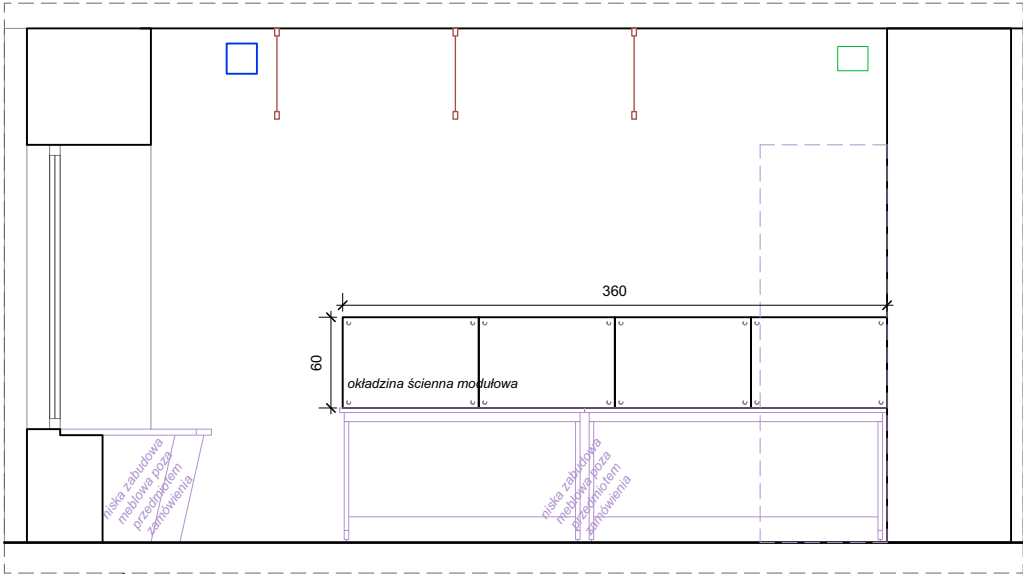 360
60
okładzina ścienna modułowa
niska zabudowa
meblowa poza
przedmiotem
zamówienia
niska zabudowa
meblowa poza
przedmiotem
zamówienia